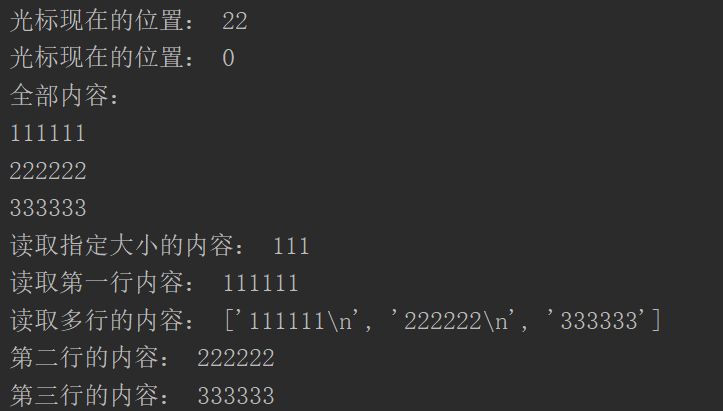 光标现在的位置： 22
光标现在的位置： 0
全部内容：
111111
222222
333333
读取指定大小的内容： 111
读取第一行内容： 111111
读取多行的内容： ['111111\n', '222222\n', '333333']
第二行的内容： 222222
第三行的内容： 333333